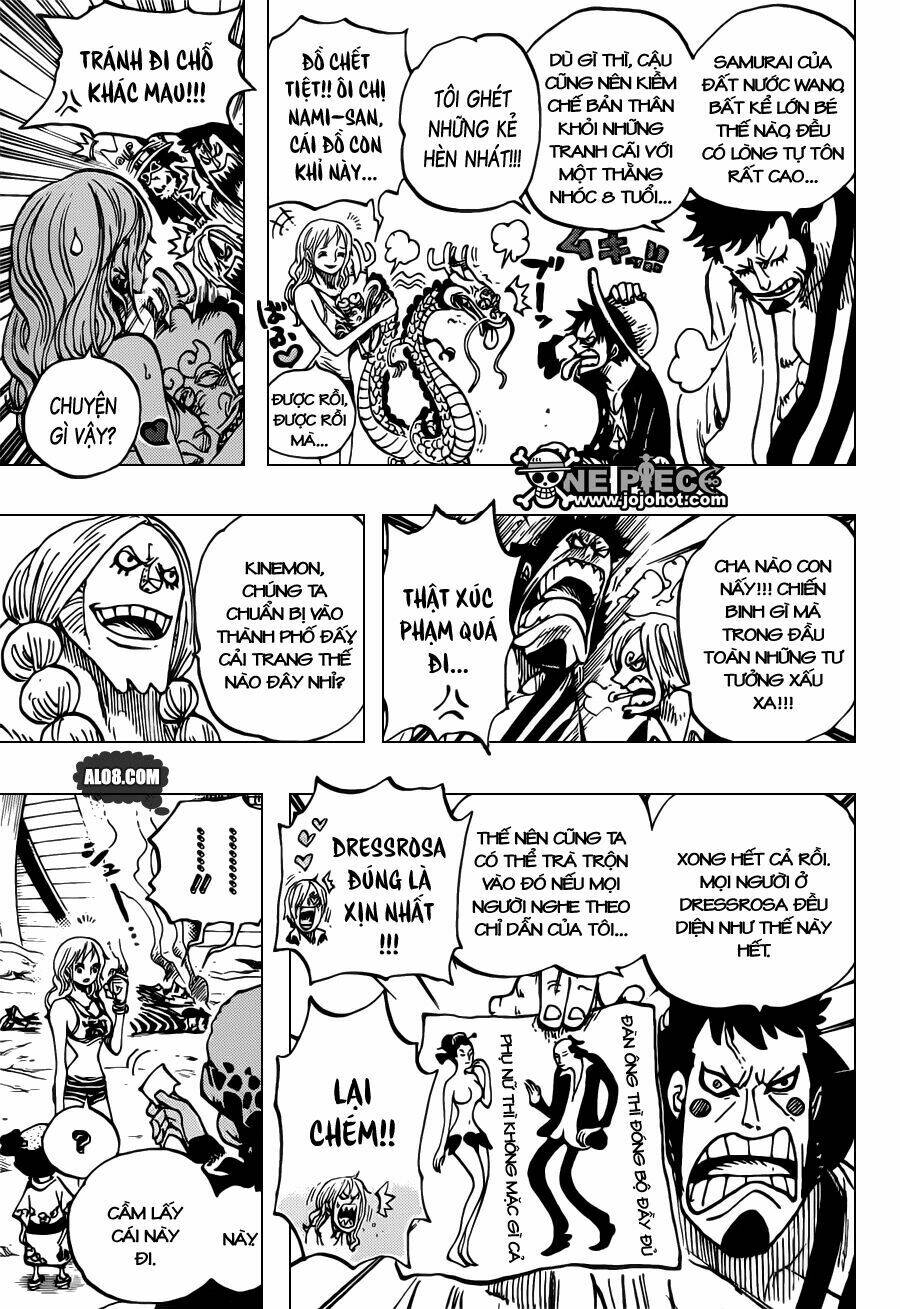 SAMURAI CỦA
ĐẤT NƯỚC WANO,
BẤT KỂ LỚN BÉ
THẾ NÀO, ĐỀU
CÓ LÒNG TỰ TÔN
RẤT CAO...
DÙ GÌ THÌ, CẬU
CŨNG NÊN KIỀM
CHẾ BẢN THÂN
KHỎI NHỮNG
TRANH CÃI VỚI
MỘT THẰNG
NHÓC 8 TUỔI...
TÔI GHÉT
NHỮNG KẺ
HÈN NHÁT!!!
ĐỒ CHẾT
TIỆT!! ÔI CHỊ
NAMI-SAN,
CÁI ĐỒ CON
KHỈ NÀY...
ĐƯỢC RỒI,
ĐƯỢC RỒI
MÀ...
ムキー!!
TRÁNH ĐI CHỖ
KHÁC MAU!!!
CHUYỆN
GÌ VẬY?
ONE PIECE
www.jojohot.com
CHA NÀO CON
NẤY!!! CHIẾN
BINH GÌ MÀ
TRONG ĐẦU
TOÀN NHỮNG TƯ
TƯỞNG XẤU
XA!!!
THẬT XÚC
PHẠM QUÁ
ĐI...
KINEMON,
CHÚNG TA
CHUẨN BỊ VÀO
THÀNH PHỐ ĐẤY,
CẢI TRANG THẾ
NÀO ĐÂY NHỈ?
ALO8.COM
XONG HẾT CẢ RỒI.
MỌI NGƯỜI Ở
DRESSROSA ĐỀU
DIỆN NHƯ THẾ NÀY
HẾT.
THẾ NÊN CŨNG TA
CÓ THỂ TRÀ TRỘN
VÀO ĐÓ NẾU MỌI
NGƯỜI NGHE THEO
CHỈ DẪN CỦA TÔI...
DRESSROSA
ĐÚNG LÀ
XỊN NHẤT
!!!
ĐÀN ÔNG THÌ ĐÓNG BỘ ĐẦY ĐỦ
PHỤ NỮ THÌ KHÔNG MẶC GÌ CẢ
LẠI
CHÉM!!
......!!
?
NÀY
CẦM LẤY
CÁI NÀY
ĐI.